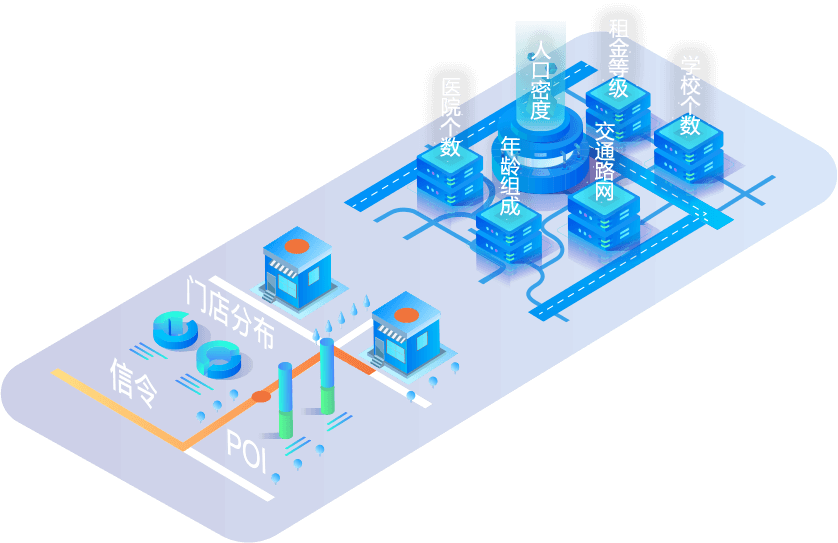 人口密度
租金等级
学校个数
医院个数
年龄组成
交通路网
门店分布
信令
POI